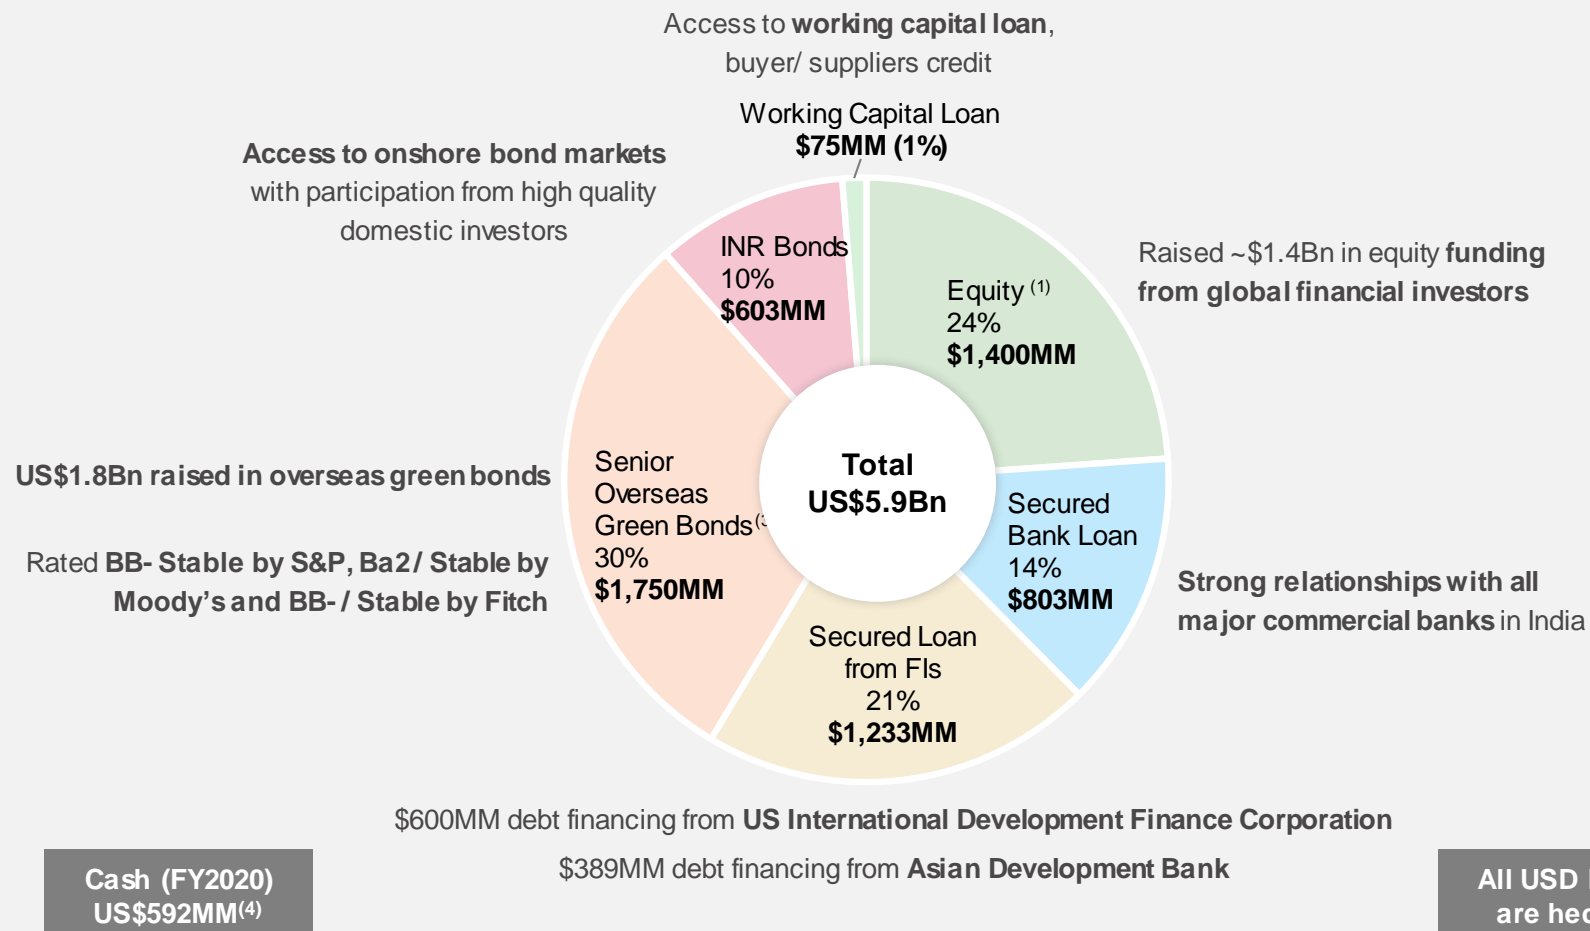 Access to working capital loan,
buyer/ suppliers credit
Working Capital Loan
$75MM (1%)
Access to onshore bond markets
with participation from high quality
domestic investors
INR Bonds
10%
$603MM
Equity (1)
24%
$1,400MM
Raised ~$1.4Bn in equity funding
from global financial investors
US$1.8Bn raised in overseas green bonds
Rated BB- Stable by S&P, Ba2/ Stable by
Moody's and BB- / Stable by Fitch
Senior
Overseas
Green Bonds
30%
$1,750MM
Total
US$5.9Bn
Secured
Bank Loan
14%
$803MM
Strong relationships with all
major commercial banks in India
Secured Loan
from FIs
21%
$1,233MM
$600MM debt financing from US International Development Finance Corporation
$389MM debt financing from Asian Development Bank
Cash (FY2020)
US$592MM(4)
All USD
are